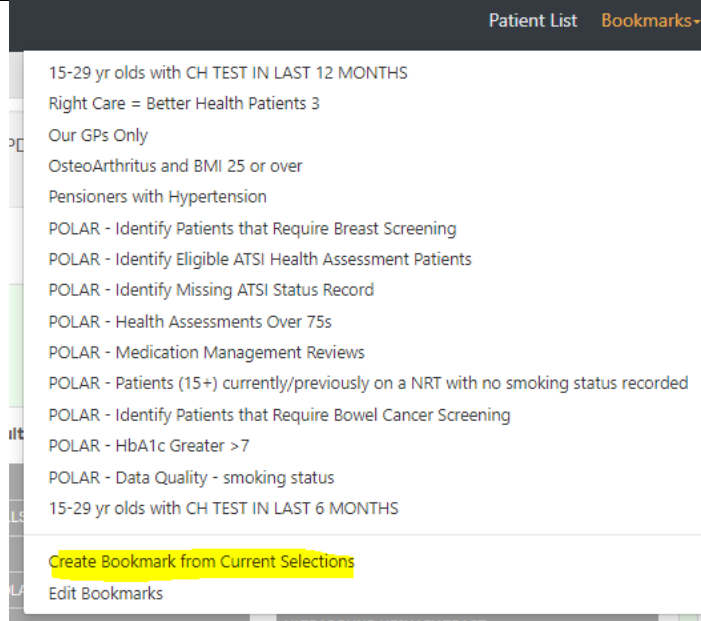 Patient List Bookmarks
15-29 yr olds with CH TEST IN LAST 12 MONTHS
Right Care = Better Health Patients 3
Our GPs Only
OsteoArthritus and BMI 25 or over
Pensioners with Hypertension
POLAR - Identify Patients that Require Breast Screening
POLAR - Identify Eligible ATSI Health Assessment Patients
POLAR - Identify Missing ATSI Status Record
POLAR - Health Assessments Over 75s
POLAR - Medication Management Reviews
POLAR - Patients (15+) currently/previously on a NRT with no smoking status recorded
POLAR - Identify Patients that Require Bowel Cancer Screening
POLAR - HbA1c Greater >7
POLAR - Data Quality - smoking status
15-29 yr olds with CH TEST IN LAST 6 MONTHS
Create Bookmark from Current Selections
Edit Bookmarks